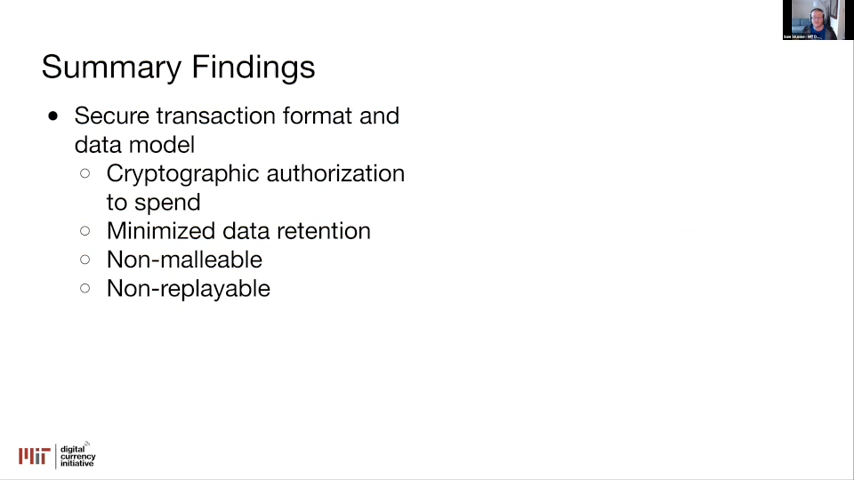 Summary Findings
● Secure transaction format and
data model
○ Cryptographic authorization
to spend
○ Minimized data retention
○ Non-malleable
○ Non-replayable
MIT
digital
currency
initiative